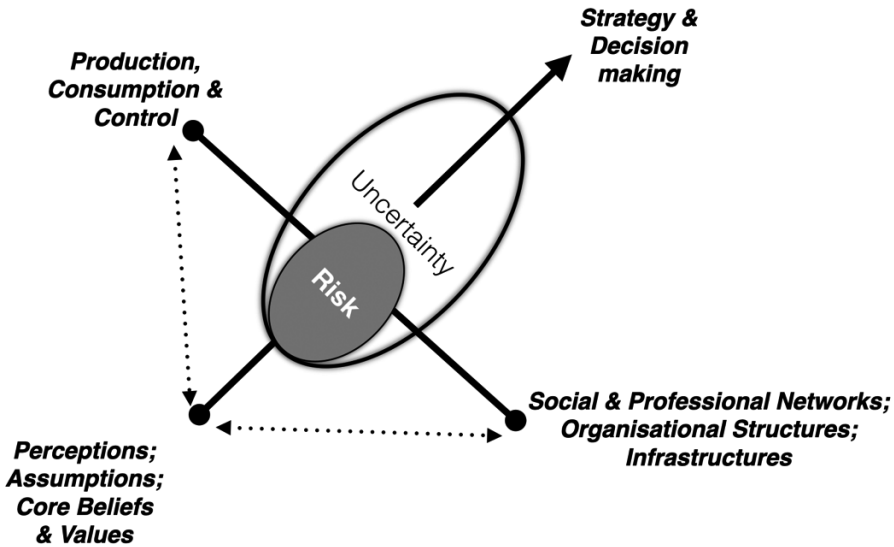 Strategy &
Decision
making
Production,
Consumption &
Control
Uncertainty
Risk
Social & Professional Networks;
Organisational Structures;
Infrastructures
Perceptions;
Assumptions;
Core Beliefs
& Values